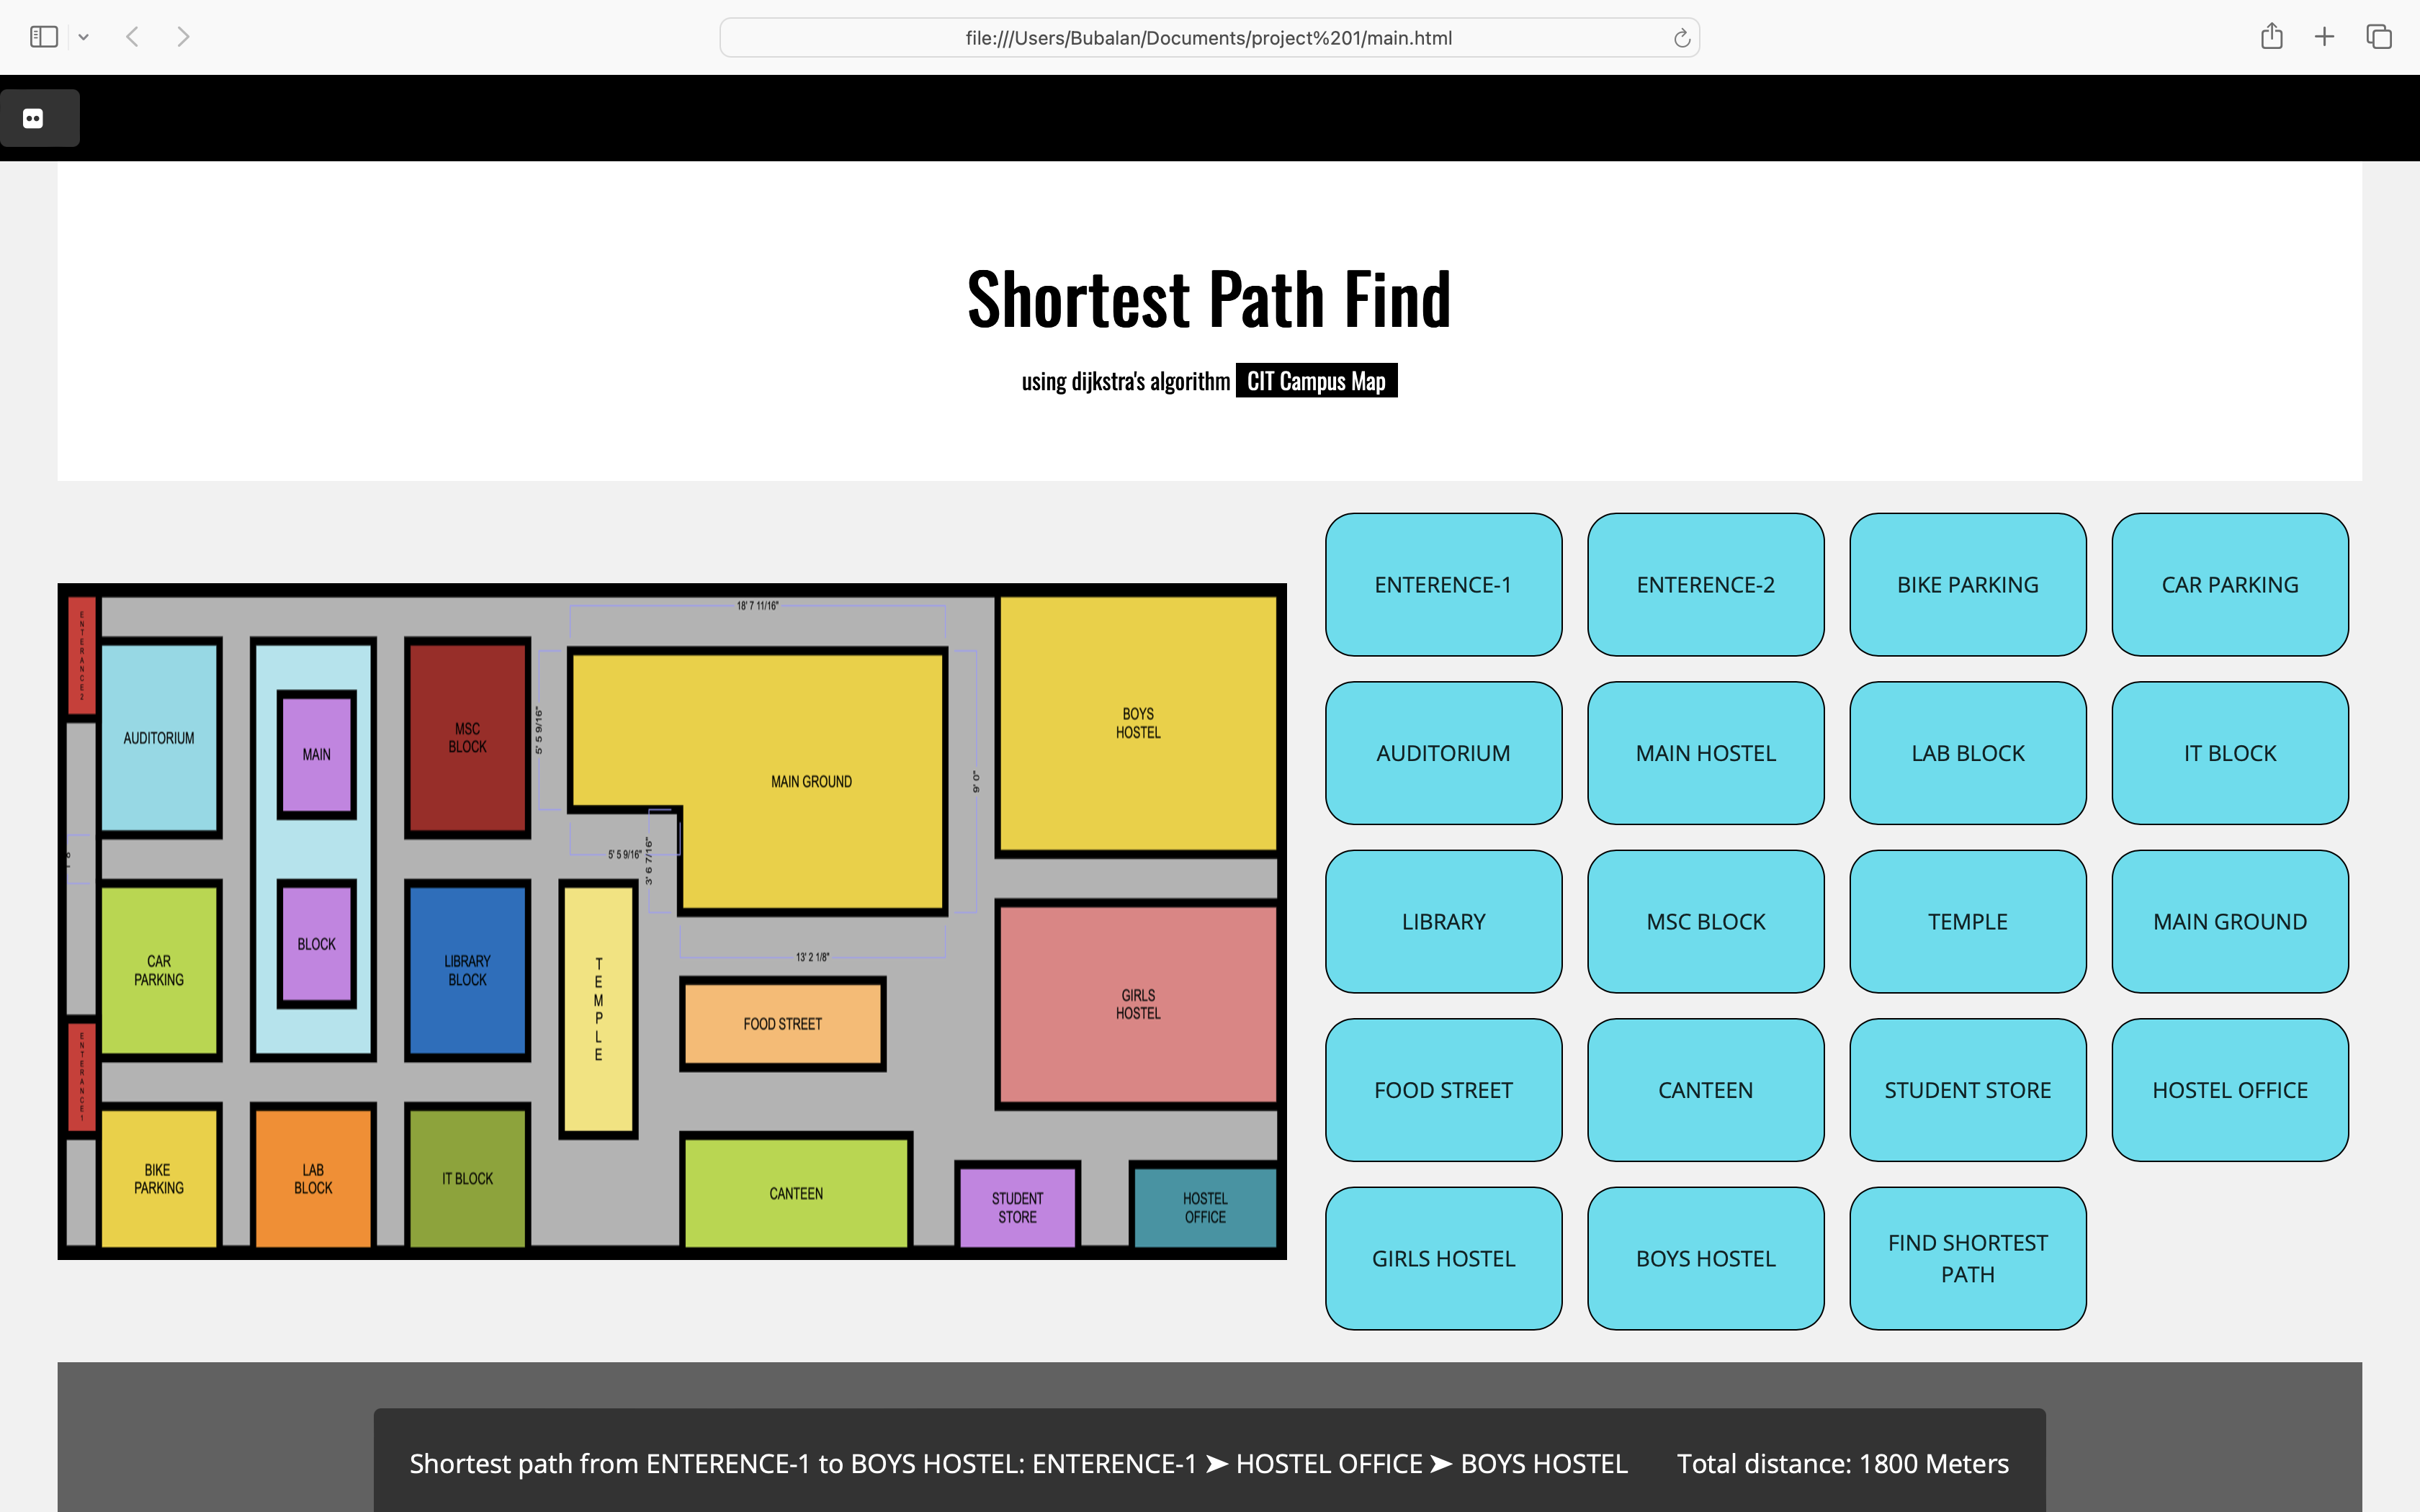 file:///Users/Bubalan/Documents/project%201/main.html
Shortest Path Find
using dijkstra's algorithm CIT Campus Map
ENTERANCE 2
AUDITORIUM
MAIN
BLOCK
MSC
BLOCK
18' 7 11/16"
5' 5 9/16"
MAIN GROUND
9' 0"
5' 5 9/16"
3' 6 7/16"
13' 2 1/8"
BOYS
HOSTEL
CAR
PARKING
LIBRARY
BLOCK
TEMPLE
FOOD STREET
GIRLS
HOSTEL
ENTERANCE 1
BIKE
PARKING
LAB
BLOCK
IT BLOCK
CANTEEN
STUDENT
STORE
HOSTEL
OFFICE
ENTERENCE-1
ENTERENCE-2
BIKE PARKING
CAR PARKING
AUDITORIUM
MAIN HOSTEL
LAB BLOCK
IT BLOCK
LIBRARY
MSC BLOCK
TEMPLE
MAIN GROUND
FOOD STREET
CANTEEN
STUDENT STORE
HOSTEL OFFICE
GIRLS HOSTEL
BOYS HOSTEL
FIND SHORTEST
PATH
Shortest path from ENTERENCE-1 to BOYS HOSTEL: ENTERENCE-1 ➤ HOSTEL OFFICE ➤ BOYS HOSTEL Total distance: 1800 Meters